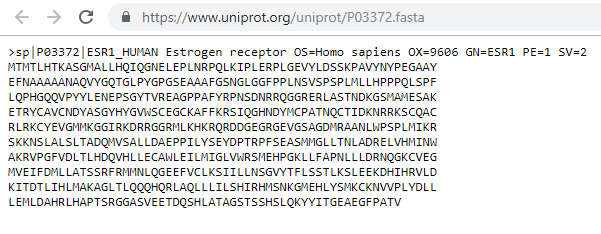 https://www.uniprot.org/uniprot/P03372.fasta
>sp|P03372|ESR1_HUMAN Estrogen receptor OS=Homo sapiens OX=9606 GN=ESR1 PE=1 SV=2
MTMTLHTKASGMALLHQIQGNELEPLNRPQLKIPLERPLGEVYLDSSKPAVYNYPEGAAY
EFNAAAAANAQVYGQTGLPYGPGSEAAAFGSNGLGGFPPLNSVSPSPLMLLHPPPQLSPF
LQPHGQQVPYYLENEPSGYTVREAGPPAFYRPNSDNRRQGGRERLASTNDKGSMAMESAK
ETRYCAVCNDYASGYHYGVWSCEGCKAFFKRSIQGHNDYMCPATNQCTIDKNRRKSCQAC
RLRKCYEVGMMKGGIRKDRRGGRMLKHKRQRDDGEGRGEVGSAGDMRAANLWPSPLMIKR
SKKNSLALSLTADQMVSALLDAEPPILYSEYDPTRPFSEASMMGLLTNLADRELVHMINW
AKRVPGFVDLTLHDQVHLLECAWLEILMIGLVWRSMEHPGKLLFAPNLLLDRNQGKCVEG
MVEIFDMLLATSSRFRMMNLQGEEFVCLKSIILLNSGVYTFLSSTLKSLEEKDHIHRVLD
KITDTLIHLMAKAGLTLQQQHQRLAQLLLILSHIRHMSNKGMEHLYSMKCKNVVPLYDLL
LEMLDAHRLHAPTSRGGASVEETDQSHLATAGSTSSHSLQKYYITGEAEGFPATV